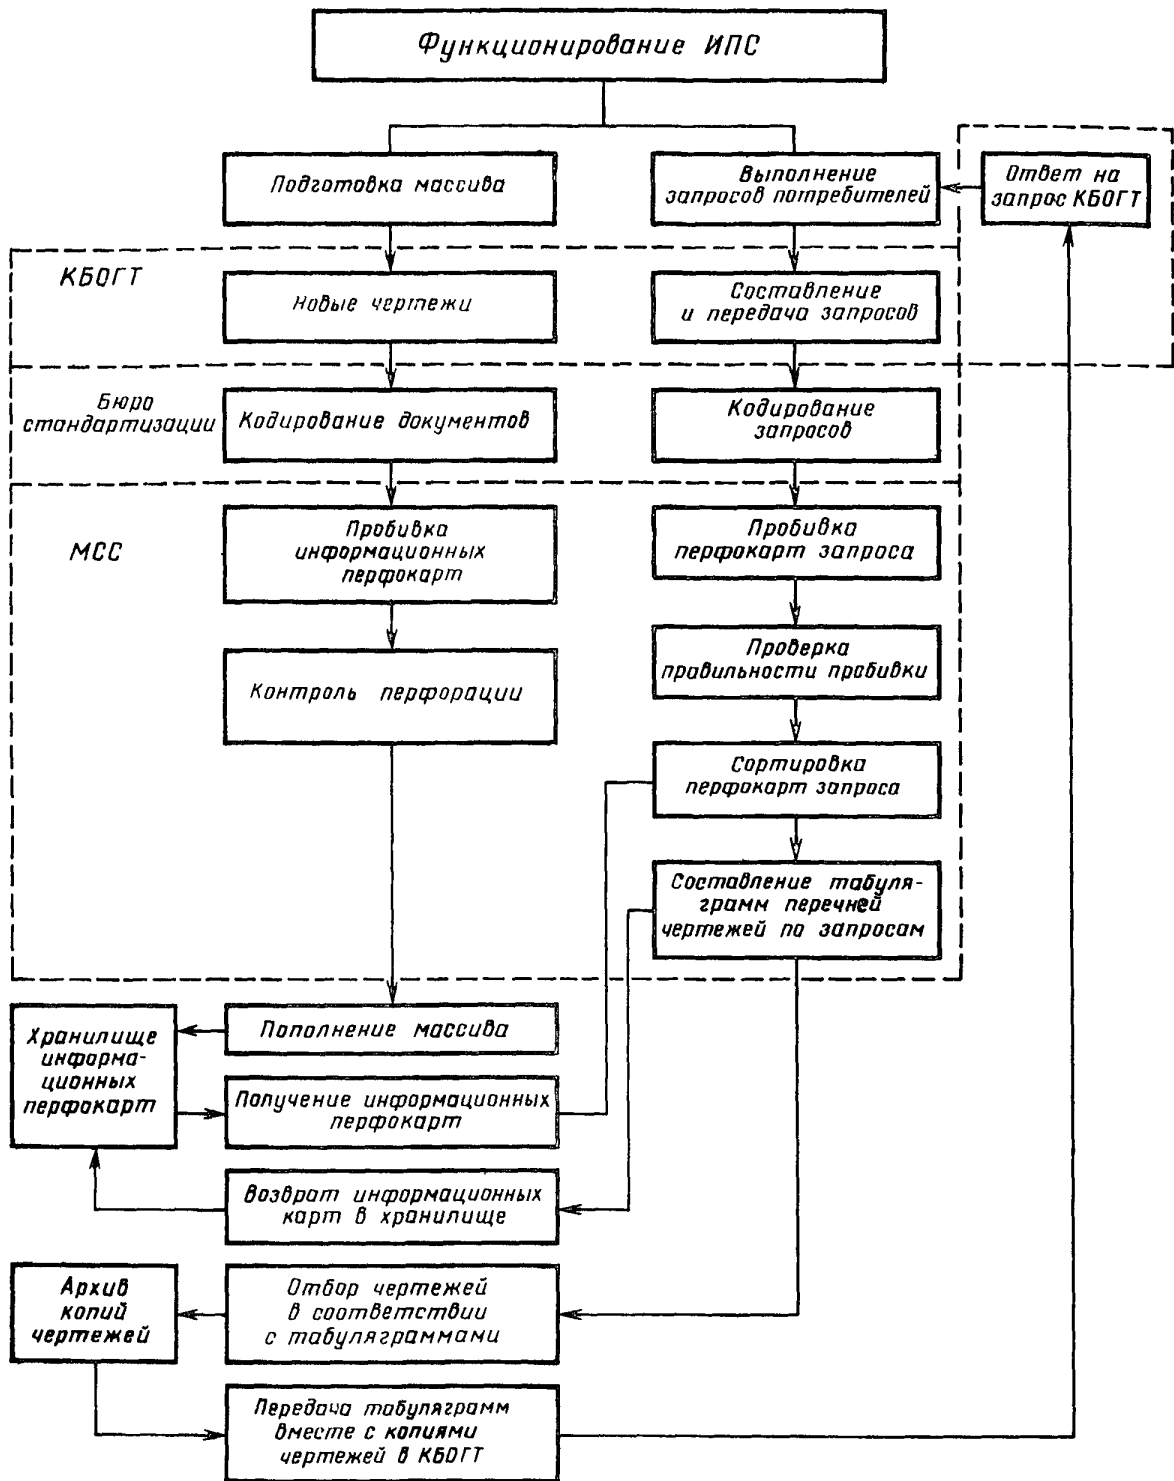 Функционирование ИПС
Подготовка массива
Выполнение
запросов потребителей
Ответ на
запрос КБОГТ
КБОГТ
Новые чертежи
Составление
и передача запросов
Бюро
стандартизации
Кодирование документов
Кодирование
запросов
МСС
Пробивка
информационных
перфокарт
Пробивка
перфокарт запроса
Контроль перфорации
Проверка
правильности пробивки
Сортировка
перфокарт запроса
Составление табуля-
грамм перечней
чертежей по запросам
Хранилище
информа-
ционных
перфокарт
Пополнение массива
Получение информационных
перфокарт
Возврат информационных
карт в хранилище
Архив
копий
чертежей
Отбор чертежей
в соответствии
с табуляграммами
Передача табуляграмм
вместе с копиями
чертежей в КБОГТ